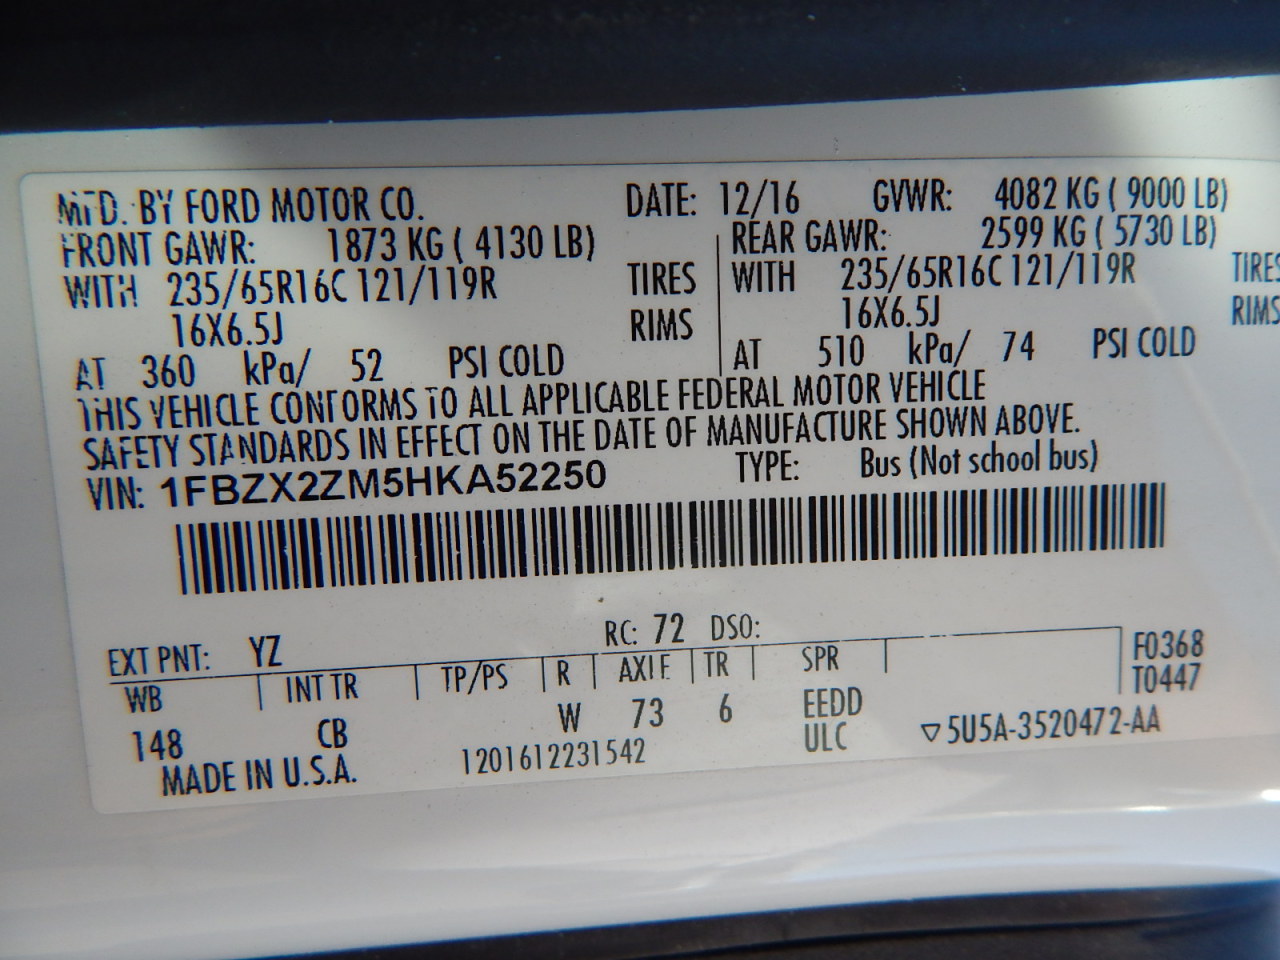 MFD. BY FORD MOTOR CO. DATE: 12/16 GVWR: 4082 KG ( 9000 LB)
FRONT GAWR: 1873 KG ( 4130 LB) REAR GAWR: 2599 KG ( 5730 LB)
WITH 235/65R16C 121/119R TIRES WITH 235/65R16C 121/119R TIRES
16X6.5J RIMS 16X6.5J RIMS
AT 360 kPa/ 52 PSI COLD AT 510 kPa/ 74 PSI COLD
THIS VEHICLE CONFORMS TO ALL APPLICABLE FEDERAL MOTOR VEHICLE
SAFETY STANDARDS IN EFFECT ON THE DATE OF MANUFACTURE SHOWN ABOVE.
VIN: 1FBZX2ZM5HKA52250 TYPE: Bus (Not school bus)
EXT PNT: YZ RC: 72 DSO:
WB INT TR TP/PS R AXLE TR SPR F0368
T0447
148 CB W 73 6 EEDD
ULC ▽5U5A-3520472-AA
MADE IN U.S.A. 1201612231542